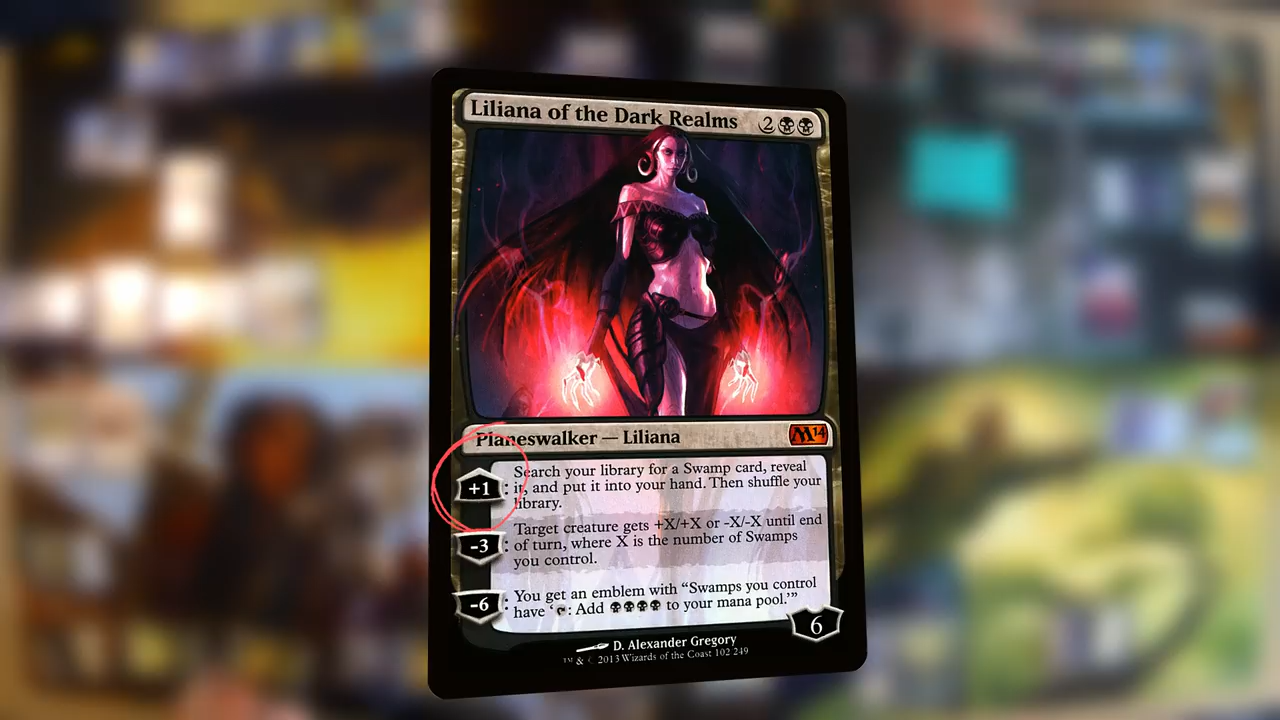 Liliana of the Dark Realms 2
Planeswalker — Liliana M14
+1: Search your library for a Swamp card, reveal
it, and put it into your hand. Then shuffle your
library.
-3: Target creature gets +X/+X or -X/-X until end
of turn, where X is the number of Swamps
you control.
-6: You get an emblem with “Swamps you control
have ‘: Add to your mana pool.’”
6
D. Alexander Gregory
™ & © 2013 Wizards of the Coast 102 249